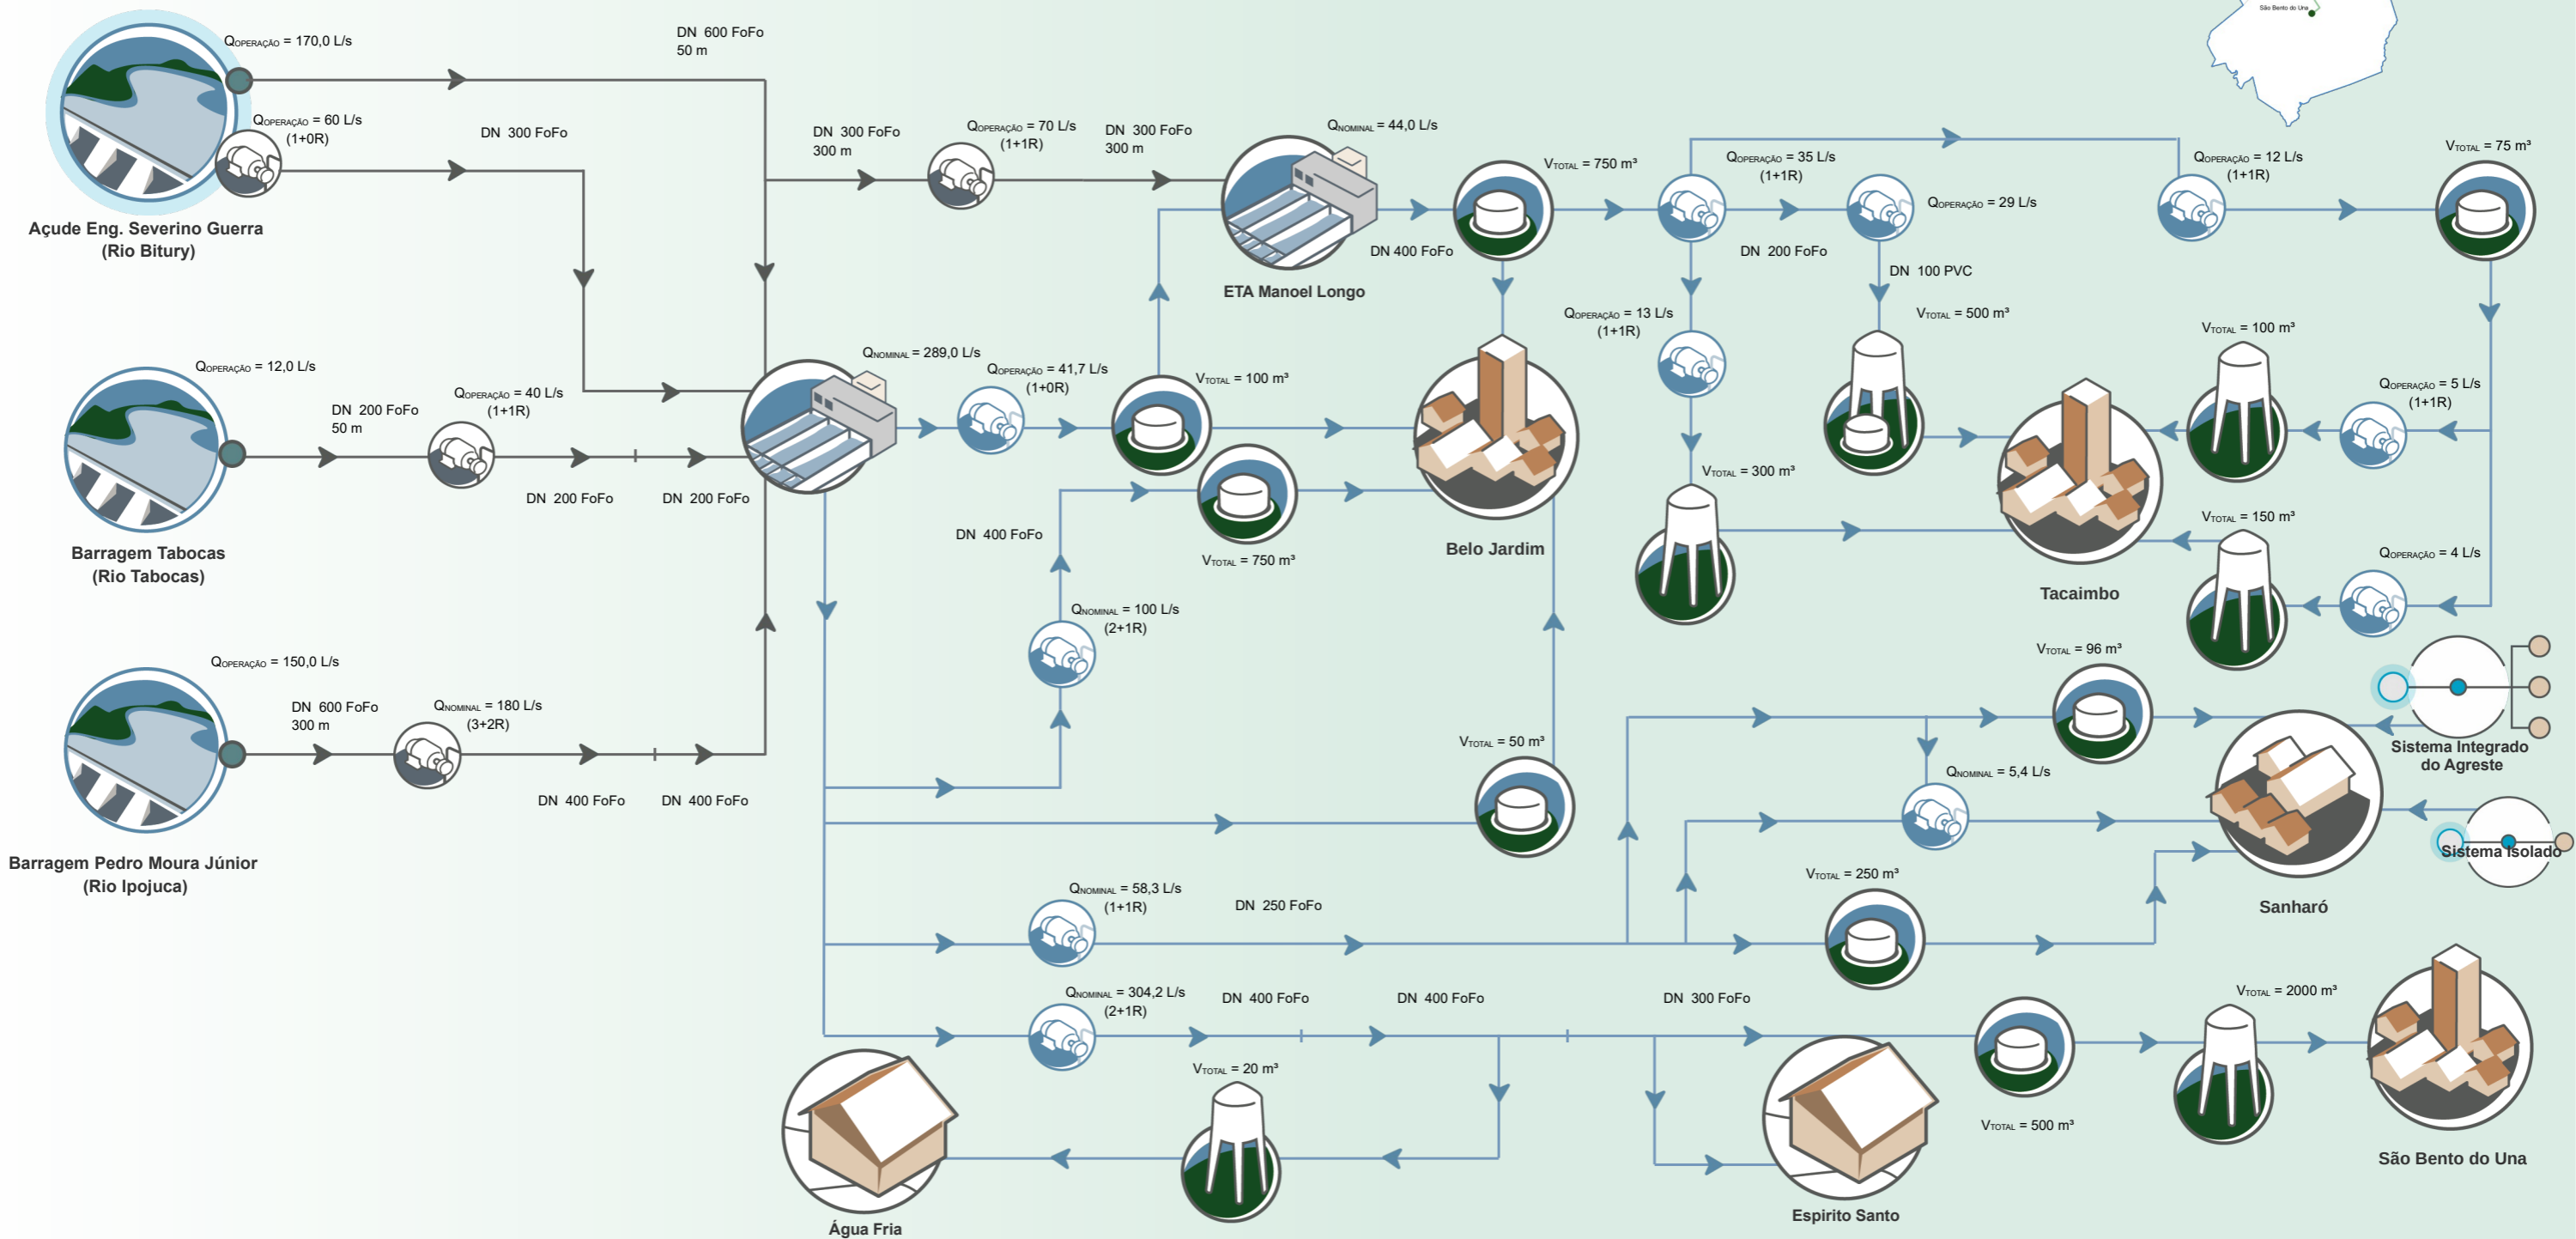 São Bento do Una
QOPERAÇÃO = 170,0 L/s
DN 600 FoFo
50 m
QOPERAÇÃO = 60 L/s
(1+0R)
DN 300 FoFo
Açude Eng. Severino Guerra
(Rio Bitury)
DN 300 FoFo
300 m
QOPERAÇÃO = 70 L/s
(1+1R)
DN 300 FoFo
300 m
QNOMINAL = 44,0 L/s
ETA Manoel Longo
DN 400 FoFo
VTOTAL = 750 m³
QOPERAÇÃO = 35 L/s
(1+1R)
DN 200 FoFo
QOPERAÇÃO = 29 L/s
DN 100 PVC
QOPERAÇÃO = 12 L/s
(1+1R)
VTOTAL = 75 m³
QOPERAÇÃO = 13 L/s
(1+1R)
VTOTAL = 500 m³
VTOTAL = 100 m³
QOPERAÇÃO = 5 L/s
(1+1R)
QOPERAÇÃO = 12,0 L/s
DN 200 FoFo
50 m
QOPERAÇÃO = 40 L/s
(1+1R)
DN 200 FoFo
DN 200 FoFo
Barragem Tabocas
(Rio Tabocas)
QNOMINAL = 289,0 L/s
QOPERAÇÃO = 41,7 L/s
(1+0R)
VTOTAL = 100 m³
DN 400 FoFo
VTOTAL = 750 m³
Belo Jardim
VTOTAL = 300 m³
VTOTAL = 150 m³
QOPERAÇÃO = 4 L/s
Tacaimbo
QNOMINAL = 100 L/s
(2+1R)
QOPERAÇÃO = 150,0 L/s
DN 600 FoFo
300 m
QNOMINAL = 180 L/s
(3+2R)
DN 400 FoFo
DN 400 FoFo
Barragem Pedro Moura Júnior
(Rio Ipojuca)
VTOTAL = 50 m³
VTOTAL = 96 m³
QNOMINAL = 5,4 L/s
Sistema Integrado
do Agreste
Sistema Isolado
VTOTAL = 250 m³
Sanharó
QNOMINAL = 58,3 L/s
(1+1R)
DN 250 FoFo
QNOMINAL = 304,2 L/s
(2+1R)
DN 400 FoFo
DN 400 FoFo
DN 300 FoFo
VTOTAL = 2000 m³
VTOTAL = 20 m³
VTOTAL = 500 m³
São Bento do Una
Espirito Santo
Água Fria